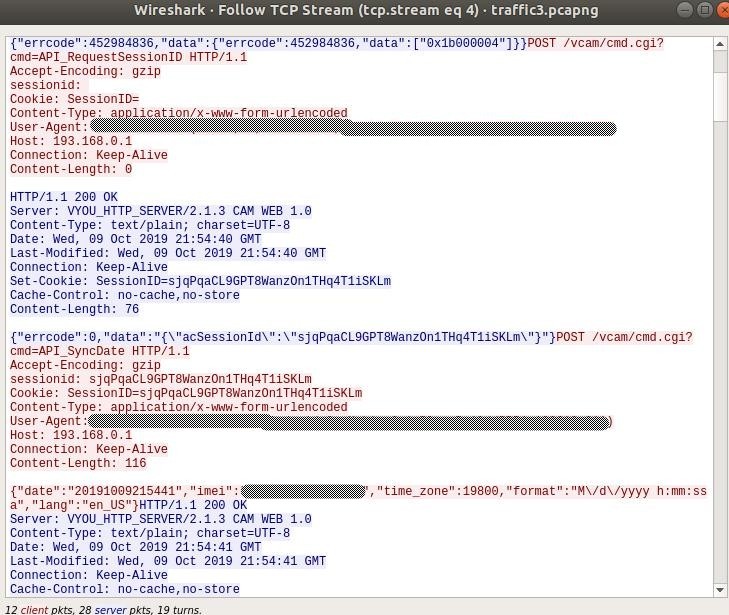 Wireshark · Follow TCP Stream (tcp.stream eq 4) · traffic3.pcapng
{"errcode":452984836,"data":{"errcode":452984836,"data":["0x1b000004"]}}POST /vcam/cmd.cgi?
cmd=API_RequestSessionID HTTP/1.1
Accept-Encoding: gzip
sessionid:
Cookie: SessionID=
Content-Type: application/x-www-form-urlencoded
User-Agent:
Host: 193.168.0.1
Connection: Keep-Alive
Content-Length: 0
HTTP/1.1 200 OK
Server: VYOU_HTTP_SERVER/2.1.3 CAM WEB 1.0
Content-Type: text/plain; charset=UTF-8
Date: Wed, 09 Oct 2019 21:54:40 GMT
Last-Modified: Wed, 09 Oct 2019 21:54:40 GMT
Connection: Keep-Alive
Set-Cookie: SessionID=sjqPqaCL9GPT8WanzOn1THq4T1iSKLm
Cache-Control: no-cache,no-store
Content-Length: 76
{"errcode":0,"data":"{\"acSessionId\":\"sjqPqaCL9GPT8WanzOn1THq4T1iSKLm\"}"}POST /vcam/cmd.cgi?
cmd=API_SyncDate HTTP/1.1
Accept-Encoding: gzip
sessionid: sjqPqaCL9GPT8WanzOn1THq4T1iSKLm
Cookie: SessionID=sjqPqaCL9GPT8WanzOn1THq4T1iSKLm
Content-Type: application/x-www-form-urlencoded
User-Agent: )
Host: 193.168.0.1
Connection: Keep-Alive
Content-Length: 116
{"date":"20191009215441","imei": ","time_zone":19800,"format":"M\/d\/yyyy h:mm:ss
a","lang":"en_US"}HTTP/1.1 200 OK
Server: VYOU_HTTP_SERVER/2.1.3 CAM WEB 1.0
Content-Type: text/plain; charset=UTF-8
Date: Wed, 09 Oct 2019 21:54:41 GMT
Last-Modified: Wed, 09 Oct 2019 21:54:41 GMT
Connection: Keep-Alive
Cache-Control: no-cache,no-store
12 client pkts, 28 server pkts, 19 turns.